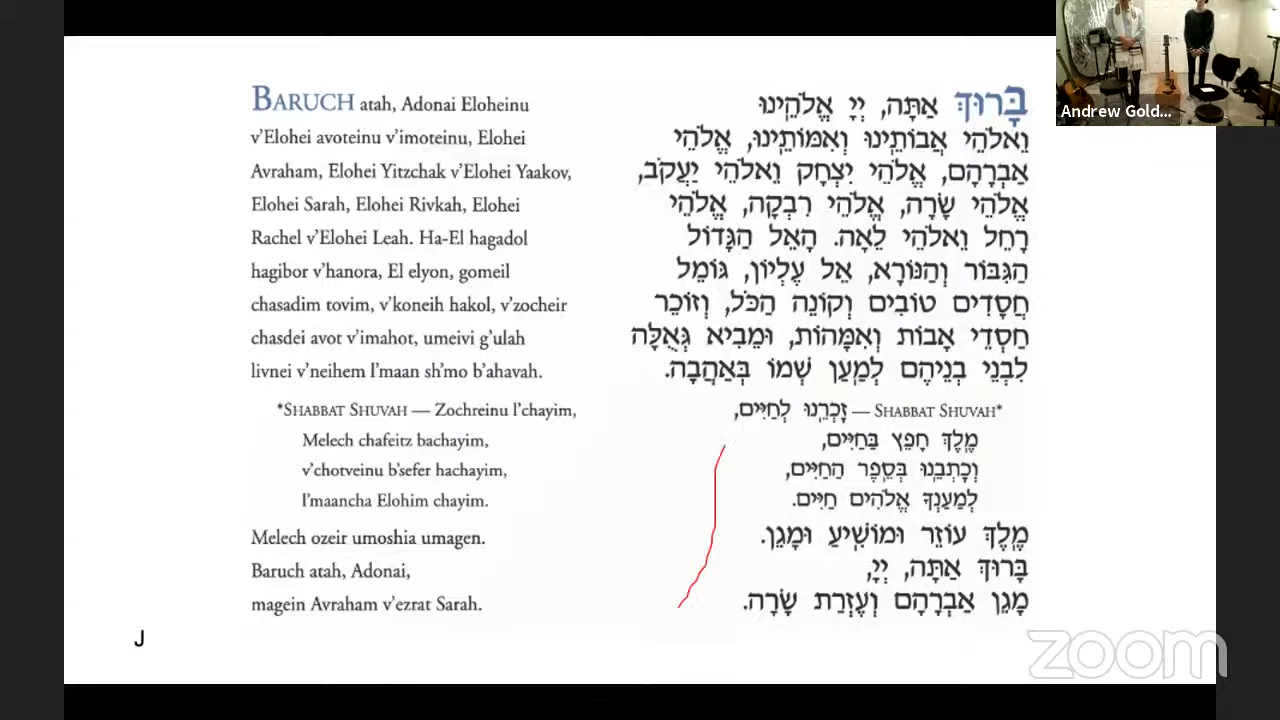 BARUCH atah, Adonai Eloheinu
v'Elohei avoteinu v'imoteinu, Elohei
Avraham, Elohei Yitzchak v'Elohei Yaakov,
Elohei Sarah, Elohei Rivkah, Elohei
Rachel v'Elohei Leah. Ha-El hagadol
hagibor v'hanora, El elyon, gomeil
chasadim tovim, v'koneih hakol, v'zocheir
chasdei avot v'imahot, umeivi g'ulah
livnei v'neihem l'maan sh'mo b'ahavah.
*SHABBAT SHUVAH — Zochreinu l'chayim,
Melech chafeitz bachayim,
v'chotveinu b'sefer hachayim,
l'maancha Elohim chayim.
Melech ozeir umoshia umagen.
Baruch atah, Adonai,
magein Avraham v'ezrat Sarah.
בָּרוּךְ אַתָּה, יְיָ אֱלֹהֵֽינוּ
וֵאלֹהֵי אֲבוֹתֵֽינוּ וְאִמּוֹתֵֽינוּ, אֱלֹהֵי
אַבְרָהָם, אֱלֹהֵי יִצְחָק וֵאלֹהֵי יַעֲקֹב,
אֱלֹהֵי שָׂרָה, אֱלֹהֵי רִבְקָה, אֱלֹהֵי
רָחֵל וֵאלֹהֵי לֵאָה. הָאֵל הַגָּדוֹל
הַגִּבּוֹר וְהַנּוֹרָא, אֵל עֶלְיוֹן, גּוֹמֵל
חֲסָדִים טוֹבִים וְקוֹנֵה הַכֹּל, וְזוֹכֵר
חַסְדֵי אָבוֹת וְאִמָּהוֹת, וּמֵבִיא גְּאֻלָּה
לִבְנֵי בְנֵיהֶם לְמַֽעַן שְׁמוֹ בְּאַהֲבָה.
*SHABBAT SHUVAH — זָכְרֵֽנוּ לְחַיִּים,
מֶֽלֶךְ חָפֵץ בַּחַיִּים,
וְכָתְבֵֽנוּ בְּסֵֽפֶר הַחַיִּים,
לְמַעַנְךָ אֱלֹהִים חַיִּים.
מֶֽלֶךְ עוֹזֵר וּמוֹשִֽׁיעַ וּמָגֵן.
בָּרוּךְ אַתָּה, יְיָ,
מָגֵן אַבְרָהָם וְעֶזְרַת שָׂרָה.
J
Andrew Gold...
zoom